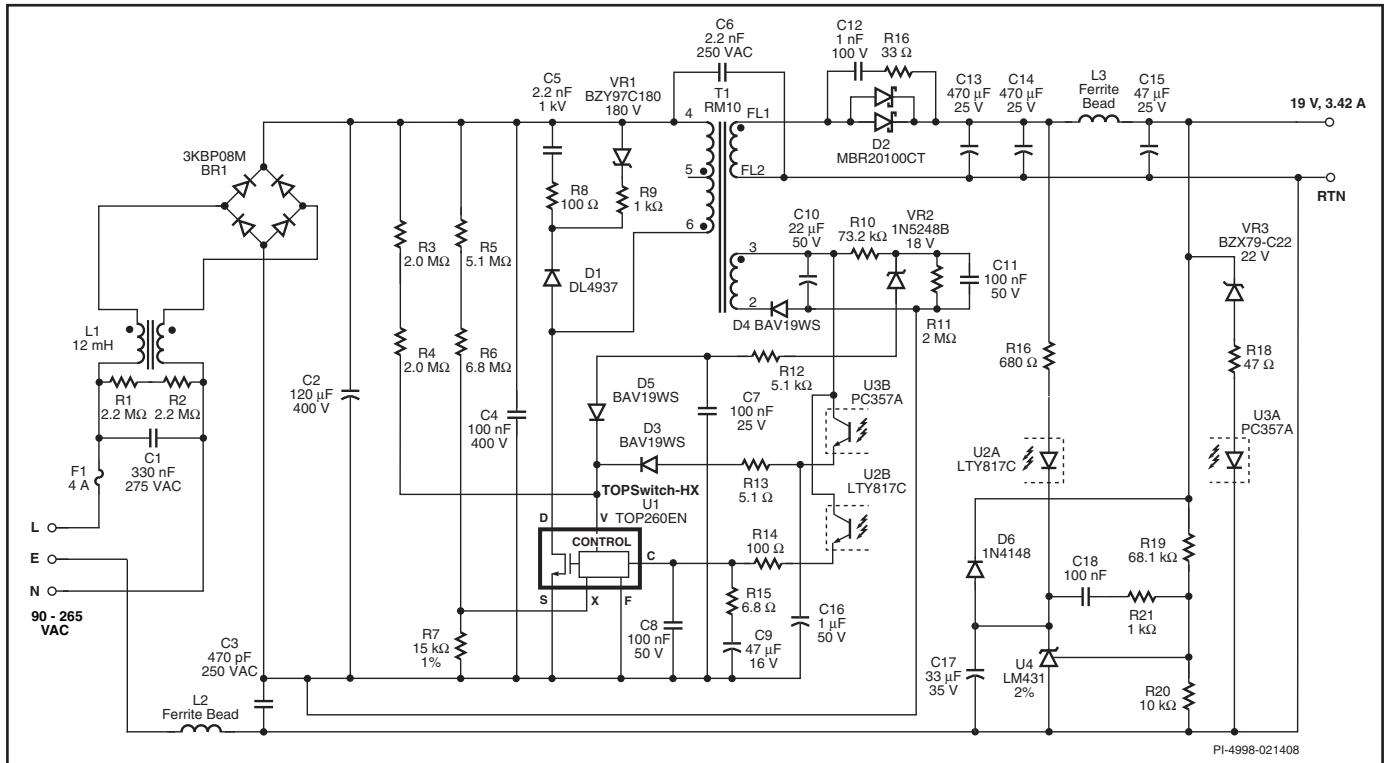 C6
2.2 nF
250 VAC
C12
1 nF
100 V
R16
33 Ω
C5
2.2 nF
1 kV
VR1
BZY97C180
180 V
T1
RM10
4
5
6
FL1
FL2
D2
MBR20100CT
C13
470 µF
25 V
C14
470 µF
25 V
L3
Ferrite
Bead
C15
47 µF
25 V
19 V, 3.42 A
RTN
3KBP08M
BR1
R8
100 Ω
R9
1 kΩ
D1
DL4937
R3
2.0 MΩ
R5
5.1 MΩ
3
2
C10
22 µF
50 V
R10
73.2 kΩ
VR2
1N5248B
18 V
C11
100 nF
50 V
R11
2 MΩ
D4 BAV19WS
VR3
BZX79-C22
22 V
L1
12 mH
R1
2.2 MΩ
R2
2.2 MΩ
C1
330 nF
275 VAC
F1
4 A
L
E
N
90 - 265
VAC
C2
120 µF
400 V
R4
2.0 MΩ
R6
6.8 MΩ
C4
100 nF
400 V
D5
BAV19WS
R12
5.1 kΩ
C7
100 nF
25 V
D3
BAV19WS
R13
5.1 Ω
U3B
PC357A
U2B
LTY817C
R16
680 Ω
R18
47 Ω
U3A
PC357A
U2A
LTY817C
TOPSwitch-HX
U1
TOP260EN
D
V
CONTROL
C
S
X
F
R14
100 Ω
R15
6.8 Ω
R7
15 kΩ
1%
C8
100 nF
50 V
C9
47 µF
16 V
C16
1 µF
50 V
D6
1N4148
C18
100 nF
R19
68.1 kΩ
R21
1 kΩ
C17
33 µF
35 V
U4
LM431
2%
R20
10 kΩ
C3
470 pF
250 VAC
L2
Ferrite Bead
PI-4998-021408